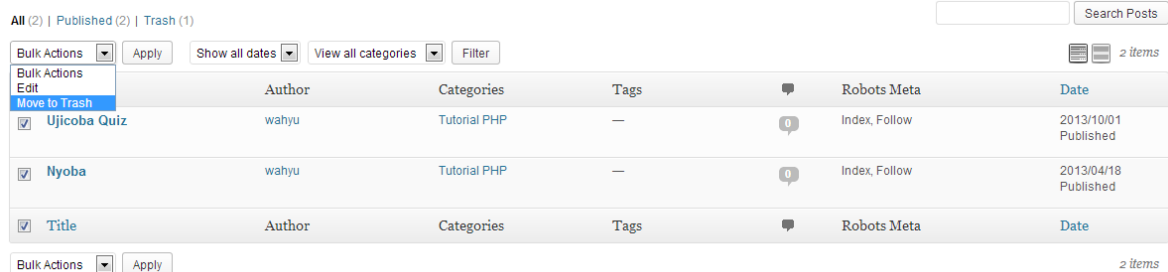 All (2) | Published (2) | Trash (1)
Search Posts
Bulk Actions Apply Show all dates View all categories Filter 2 items
Bulk Actions
Edit
Move to Trash
Author Categories Tags Robots Meta Date
Ujicoba Quiz wahyu Tutorial PHP — 0 Index, Follow 2013/10/01
Published
Nyoba wahyu Tutorial PHP — 0 Index, Follow 2013/04/18
Published
Title Author Categories Tags Robots Meta Date
Bulk Actions Apply 2 items